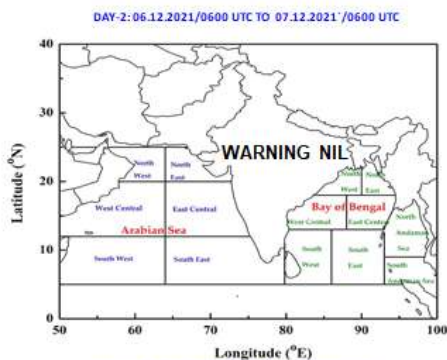 DAY-2: 06.12.2021/0600 UTC TO 07.12.2021`/0600 UTC
40
30
20
10
0
Latitude (°N)
WARNING NIL
North
West
North
East
West Central
East Central
Arabian Sea
South West
South East
North
West
North
East
Bay of Bengal
West Central
East Central
South
West
South
East
North
Andaman
Sea
South
Andaman Sea
50
60
70
80
90
100
Longitude (°E)